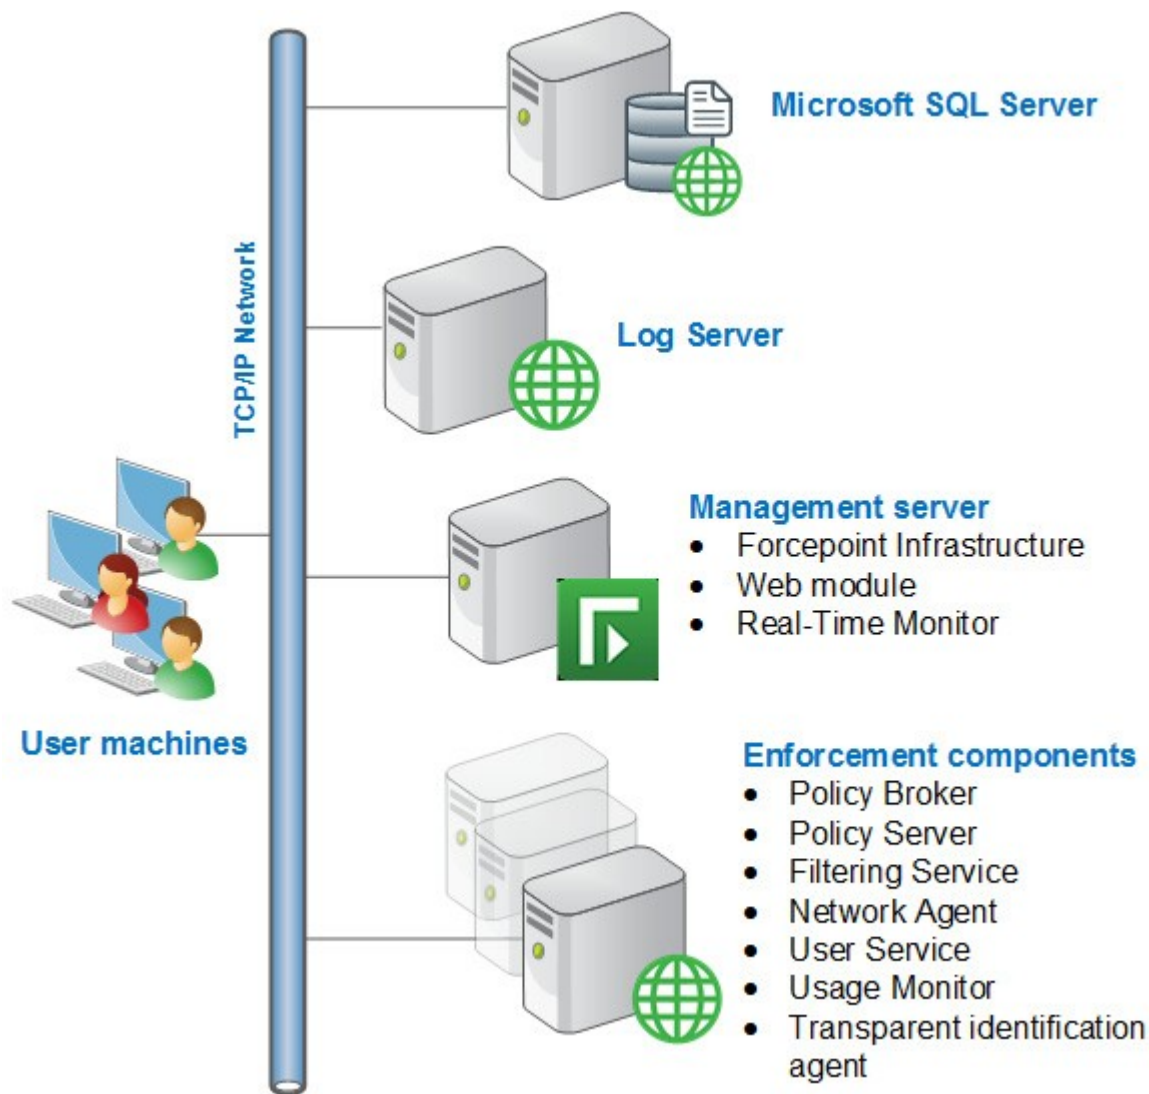 Microsoft SQL Server
TCP/IP Network
Log Server
Management server
• Forcepoint Infrastructure
• Web module
• Real-Time Monitor
User machines
Enforcement components
• Policy Broker
• Policy Server
• Filtering Service
• Network Agent
• User Service
• Usage Monitor
• Transparent identification
agent